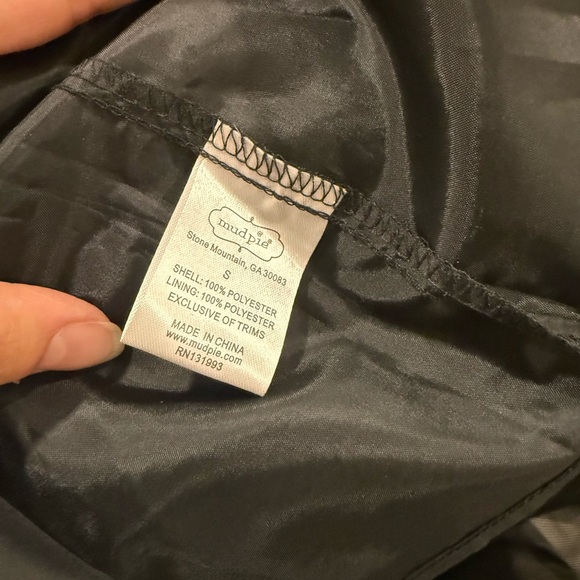 mudpie
Stone Mountain, GA 30083
S
SHELL: 100% POLYESTER
LINING: 100% POLYESTER
EXCLUSIVE OF TRIMS
MADE IN CHINA
www.mudpie.com
RN131993